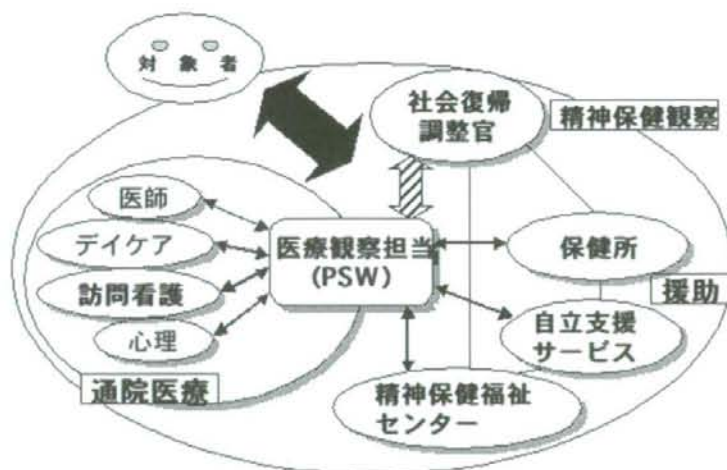 対 象 者
社会復帰
調整官
精神保健観察
医師
デイケア
訪問看護
心理
通院医療
医療観察担当
(PSW)
保健所
援助
自立支援
サービス
精神保健福祉
センター